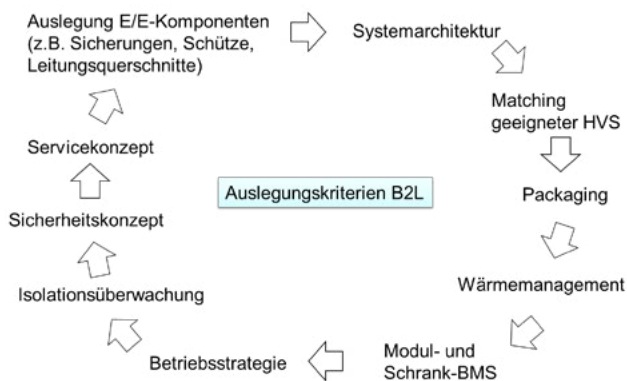 Auslegung E/E-Komponenten
(z.B. Sicherungen, Schütze,
Leitungsquerschnitte)
Systemarchitektur
Matching
geeigneter HVS
Packaging
Wärmemanagement
Modul- und
Schrank-BMS
Betriebsstrategie
Isolationsüberwachung
Sicherheitskonzept
Servicekonzept
Auslegungskriterien B2L